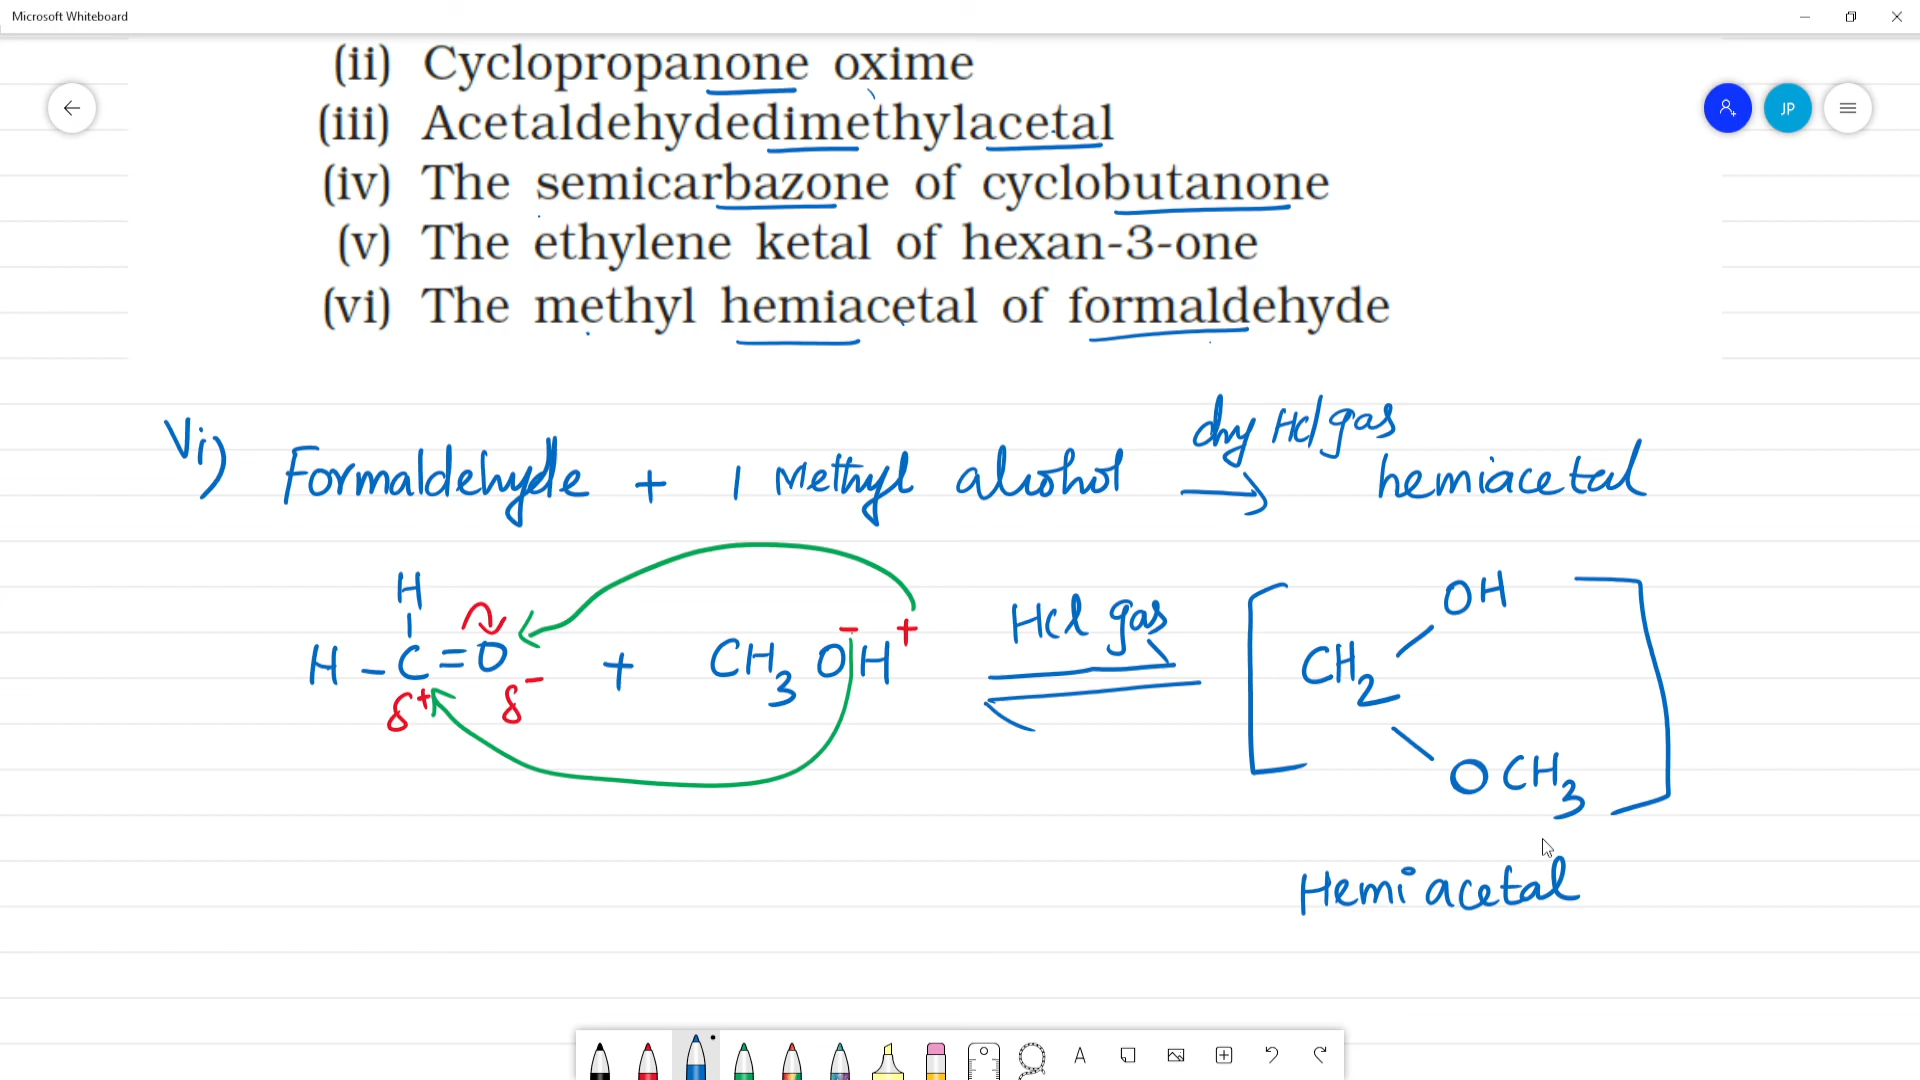 Microsoft Whiteboard
(ii) Cyclopropanone oxime
(iii) Acetaldehydedimethylacetal
JP
(iv) The semicarbazone of cyclobutanone
(v) The ethylene ketal of hexan-3-one
(vi) The methyl hemiacetal of formaldehyde
Vi) Formaldehyde + 1 Methyl alcohol → hemiacetal
dry HCl gas
H
H - C = O + CH3 OH
δ+ δ- - +
HCl gas
OH
CH2
OCH3
Hemiacetal
A